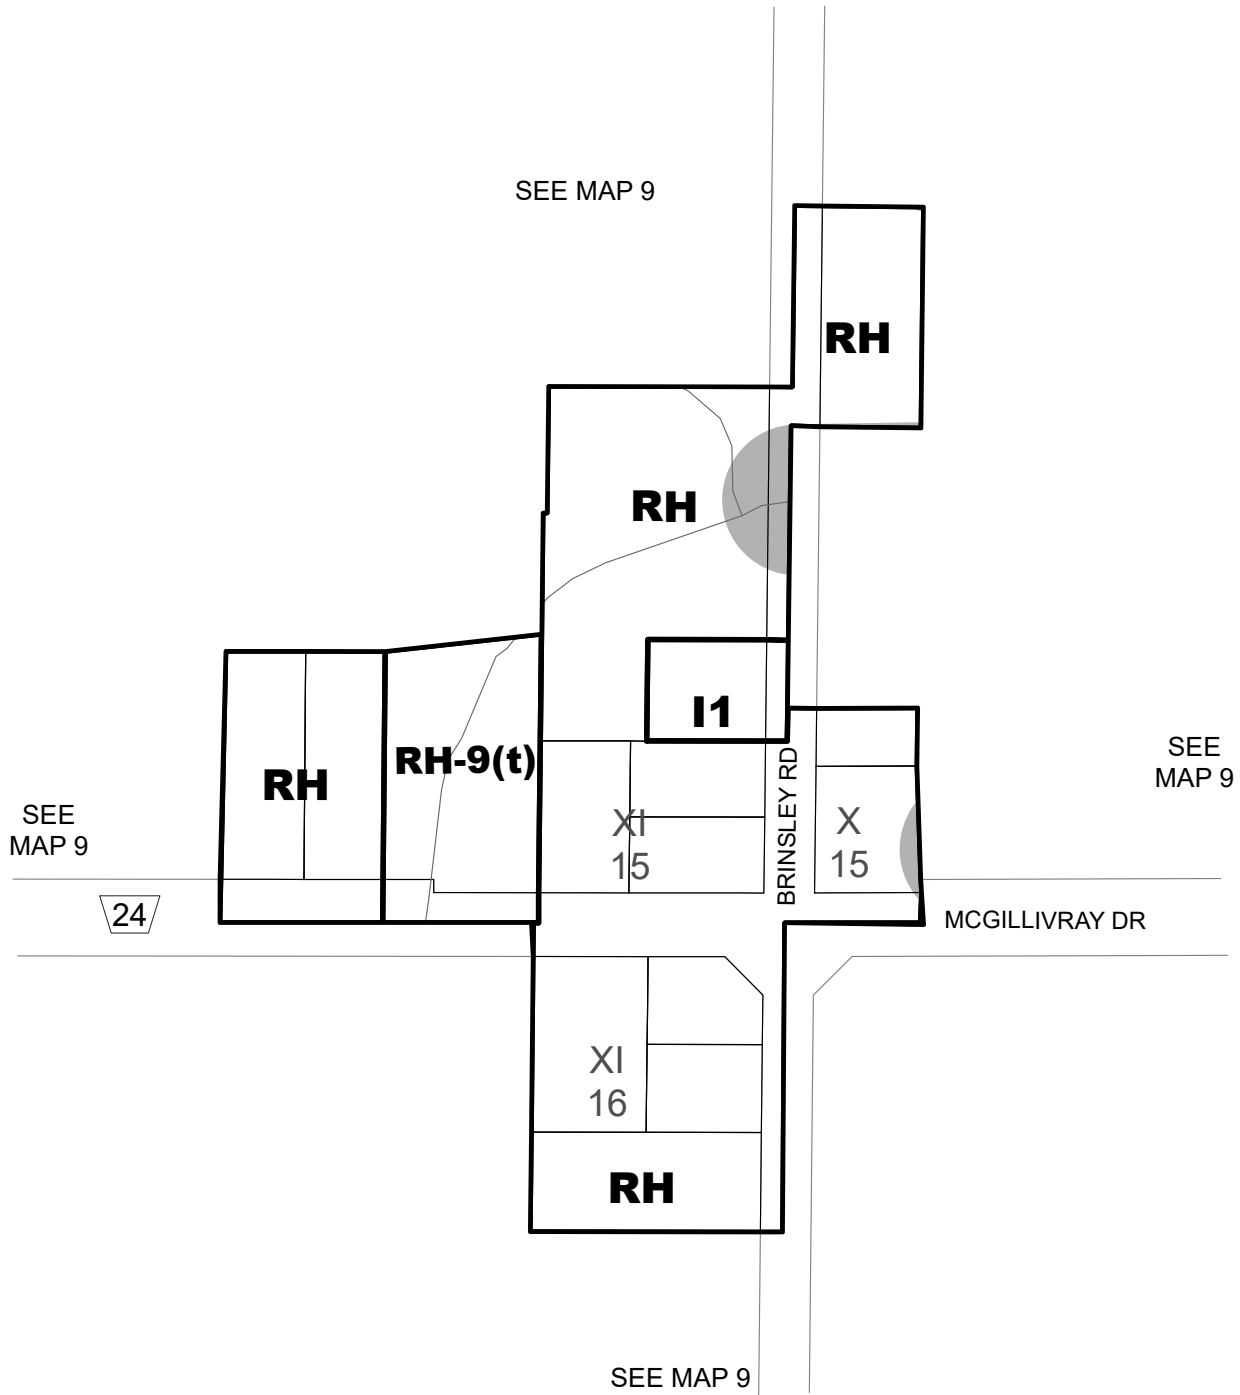 SEE MAP 9
RH
RH
I1
RH-9(t)
RH
BRINSLEY RD
SEE
MAP 9
SEE
MAP 9
XI
15
X
15
24
MCGILLIVRAY DR
XI
16
RH
SEE MAP 9